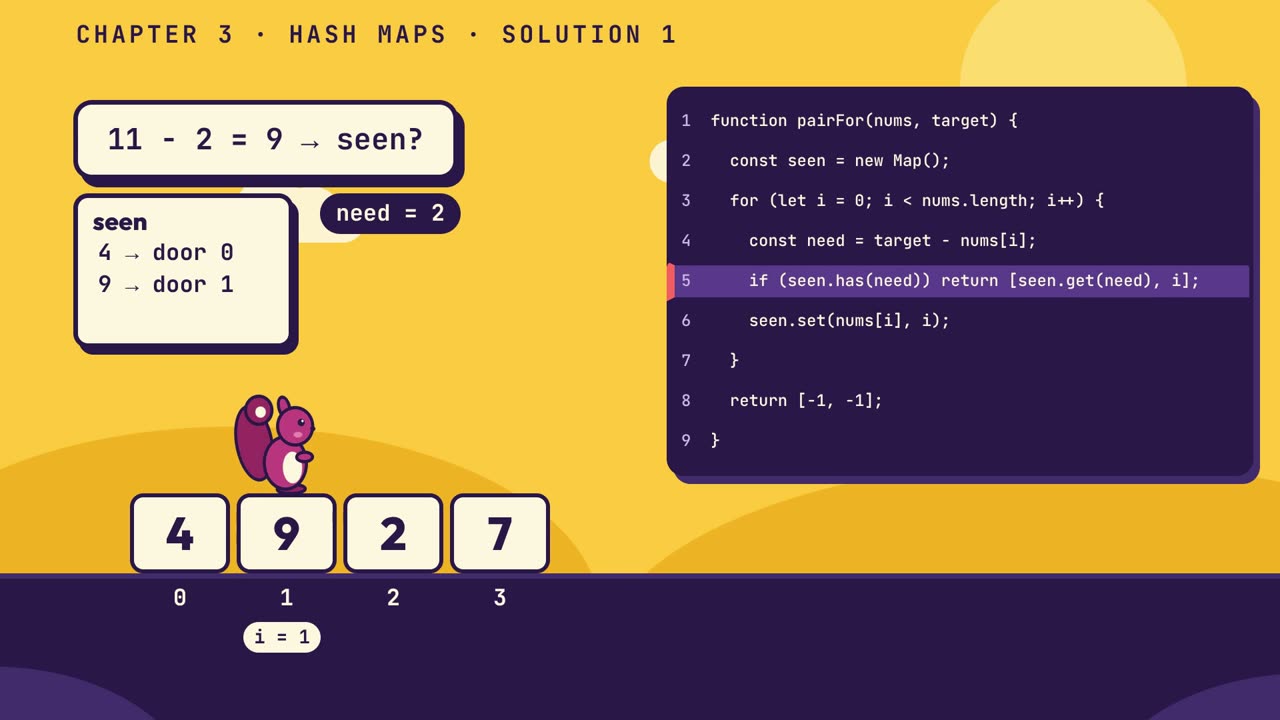 CHAPTER 3 · HASH MAPS · SOLUTION 1
11 - 2 = 9 → seen?
need = 2
seen
4 → door 0
9 → door 1
1 function pairFor(nums, target) {
2 const seen = new Map();
3 for (let i = 0; i < nums.length; i++) {
4 const need = target - nums[i];
5 if (seen.has(need)) return [seen.get(need), i];
6 seen.set(nums[i], i);
7 }
8 return [-1, -1];
9 }
4 9 2 7
0 1 2 3
i = 1